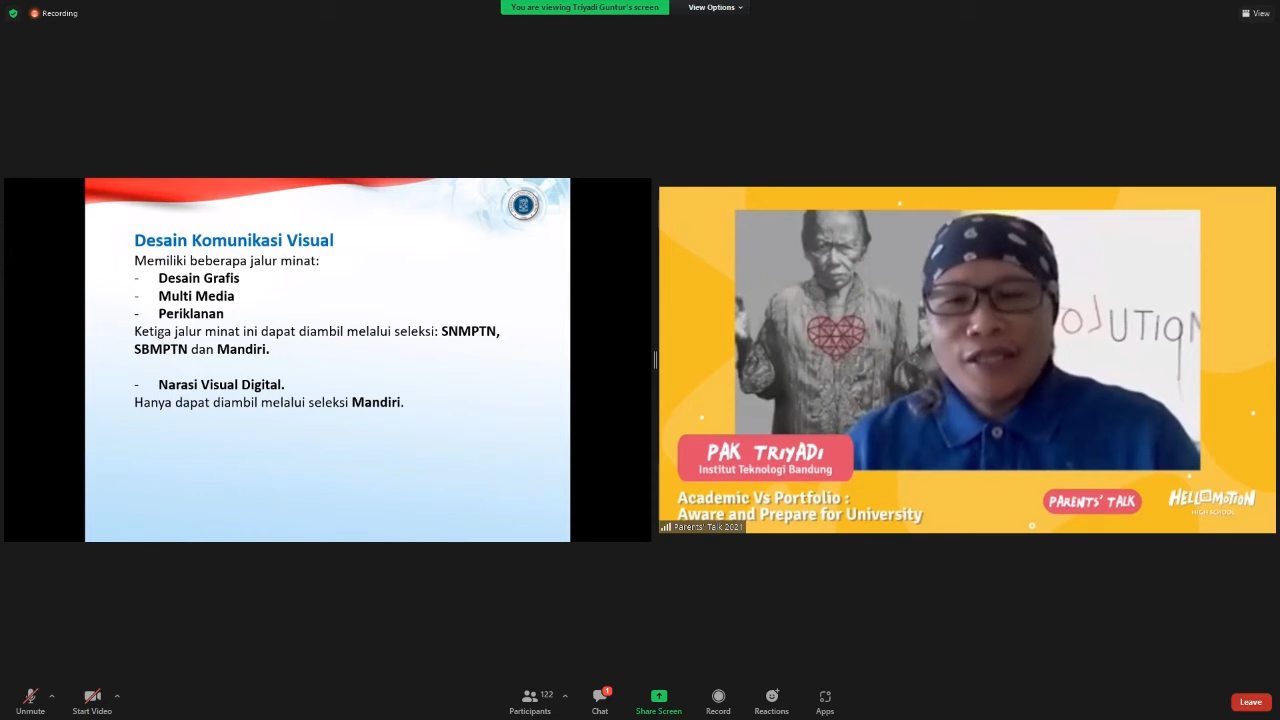 Recording
You are viewing Triyadi Guntur's screen
View Options
View
Desain Komunikasi Visual
Memiliki beberapa jalur minat:
- Desain Grafis
- Multi Media
- Periklanan
Ketiga jalur minat ini dapat diambil melalui seleksi: SNMPTN,
SBMPTN dan Mandiri.
- Narasi Visual Digital.
Hanya dapat diambil melalui seleksi Mandiri.
OLUTION
PAK TRIYADI
Institut Teknologi Bandung
Academic Vs Portfolio :
Aware and Prepare for University
PARENTS' TALK
HELLOMOTION
HIGH SCHOOL
Parents' Talk 2021
Unmute
Start Video
122
Participants
1
Chat
Share Screen
Record
Reactions
Apps
Leave